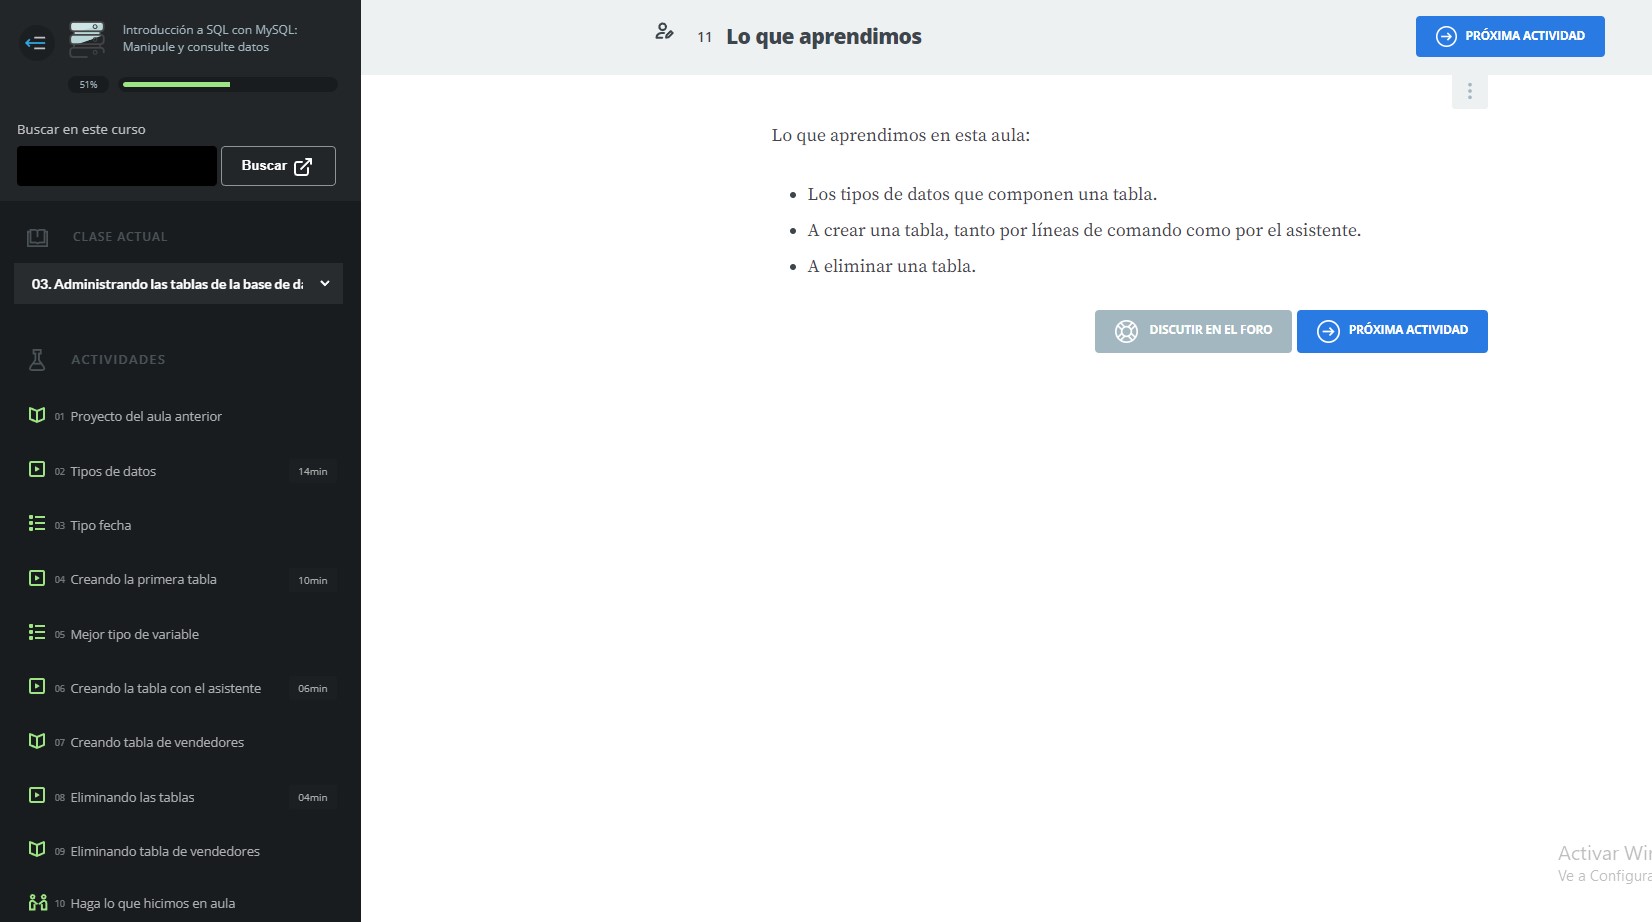 Introducción a SQL con MySQL:
Manipule y consulte datos
51%
Buscar en este curso
Buscar
CLASE ACTUAL
03. Administrando las tablas de la base de da
ACTIVIDADES
01 Proyecto del aula anterior
02 Tipos de datos 14min
03 Tipo fecha
04 Creando la primera tabla 10min
05 Mejor tipo de variable
06 Creando la tabla con el asistente 06min
07 Creando tabla de vendedores
08 Eliminando las tablas 04min
09 Eliminando tabla de vendedores
10 Haga lo que hicimos en aula
11 Lo que aprendimos
PRÓXIMA ACTIVIDAD
Lo que aprendimos en esta aula:
• Los tipos de datos que componen una tabla.
• A crear una tabla, tanto por líneas de comando como por el asistente.
• A eliminar una tabla.
DISCUTIR EN EL FORO
PRÓXIMA ACTIVIDAD
Activar Win
Ve a Configura